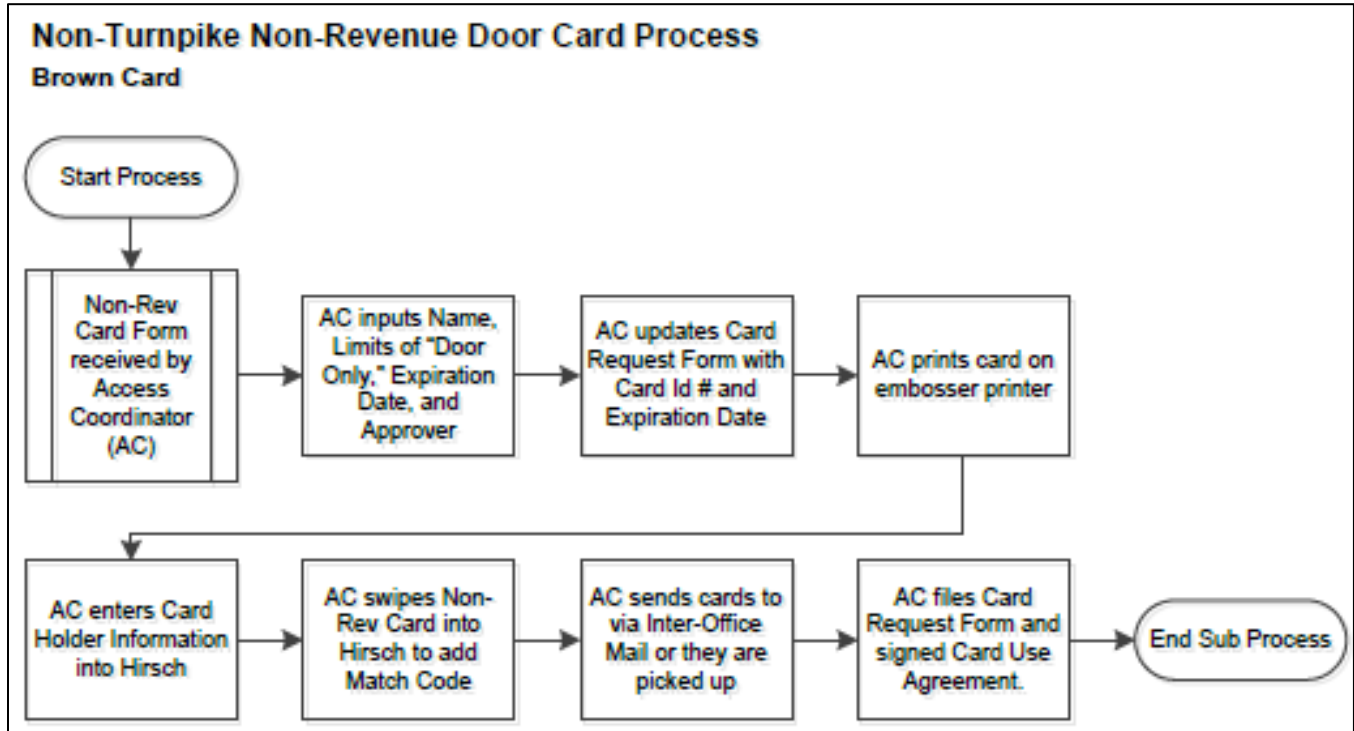 Non-Turnpike Non-Revenue Door Card Process
Brown Card
Start Process
Non-Rev
Card Form
received by
Access
Coordinator
(AC)
AC inputs Name,
Limits of "Door
Only," Expiration
Date, and
Approver
AC updates Card
Request Form with
Card Id # and
Expiration Date
AC prints card on
embosser printer
AC enters Card
Holder Information
into Hirsch
AC swipes Non-
Rev Card into
Hirsch to add
Match Code
AC sends cards to
via Inter-Office
Mail or they are
picked up
AC files Card
Request Form and
signed Card Use
Agreement.
End Sub Process